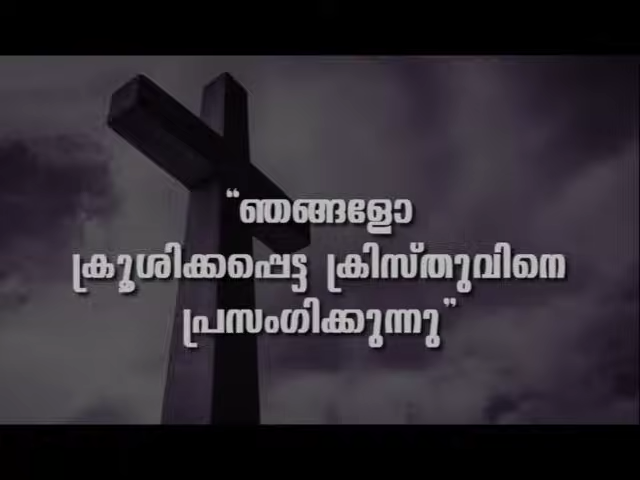 “ഞങ്ങളോ
ക്രൂശിക്കപ്പെട്ട ക്രിസ്തുവിനെ
പ്രസംഗിക്കുന്നു”